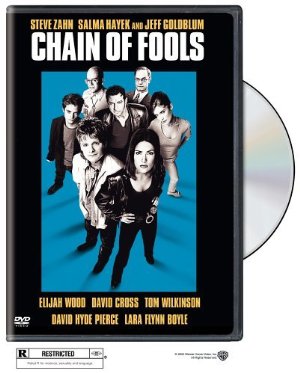 STEVE ZAHN SALMA HAYEK AND JEFF GOLDBLUM
CHAIN OF FOOLS
ELIJAH WOOD DAVID CROSS TOM WILKINSON
DAVID HYDE PIERCE LARA FLYNN BOYLE
DVD
VIDEO
R RESTRICTED